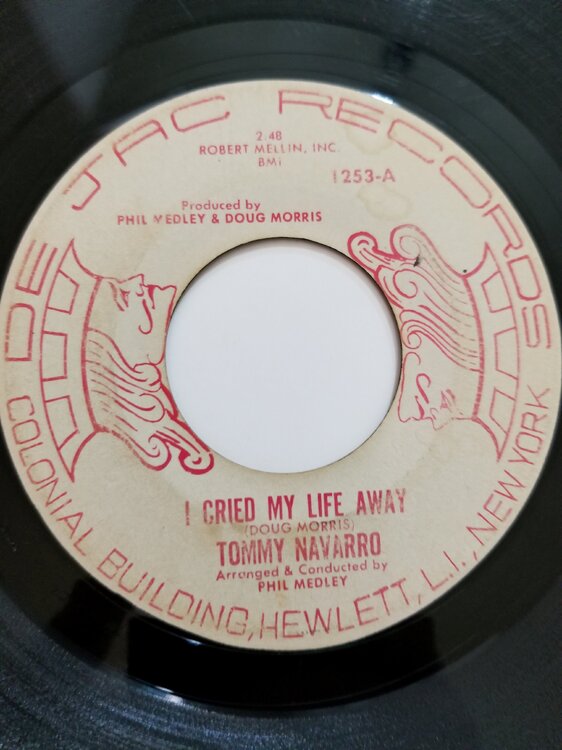 DE JAC RECORDS
2.48
ROBERT MELLIN, INC.
BMI
1253-A
Produced by
PHIL MEDLEY & DOUG MORRIS
I CRIED MY LIFE AWAY
(DOUG MORRIS)
TOMMY NAVARRO
Arranged & Conducted by
PHIL MEDLEY
COLONIAL BUILDING, HEWLETT, L.I., NEW YORK